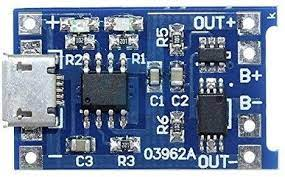 +
OUT+
K
R5
R2
R1
B+
C1
C2
B-
R6
C3
R3
03962A
OUT-
-